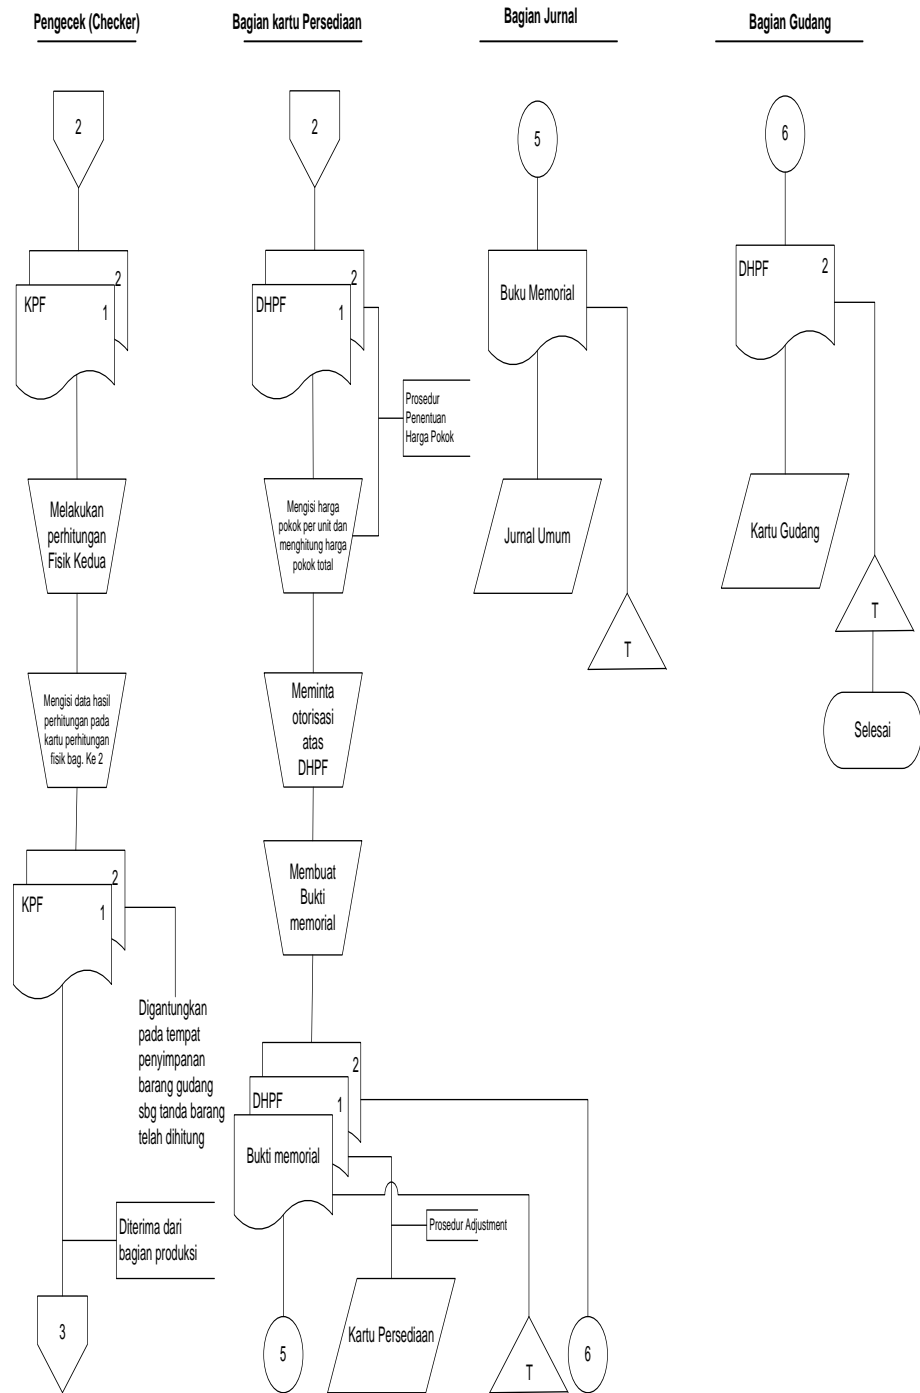 Pengecek (Checker)
Bagian kartu Persediaan
Bagian Jurnal
Bagian Gudang
2
2
5
6
2
KPF
1
2
DHPF
1
Buku Memorial
DHPF
2
Prosedur
Penentuan
Harga Pokok
Melakukan
perhitungan
Fisik Kedua
Mengisi harga
pokok per unit dan
menghitung harga
pokok total
Jurnal Umum
Kartu Gudang
T
T
Selesai
Mengisi data hasil
perhitungan pada
kartu perhitungan
fisik bag. Ke 2
Meminta
otorisasi
atas
DHPF
Membuat
Bukti
memorial
2
KPF
1
Digantungkan
pada tempat
penyimpanan
barang gudang
sbg tanda barang
telah dihitung
2
DHPF
1
Bukti memorial
Diterima dari
bagian produksi
Prosedur Adjustment
3
5
Kartu Persediaan
T
6